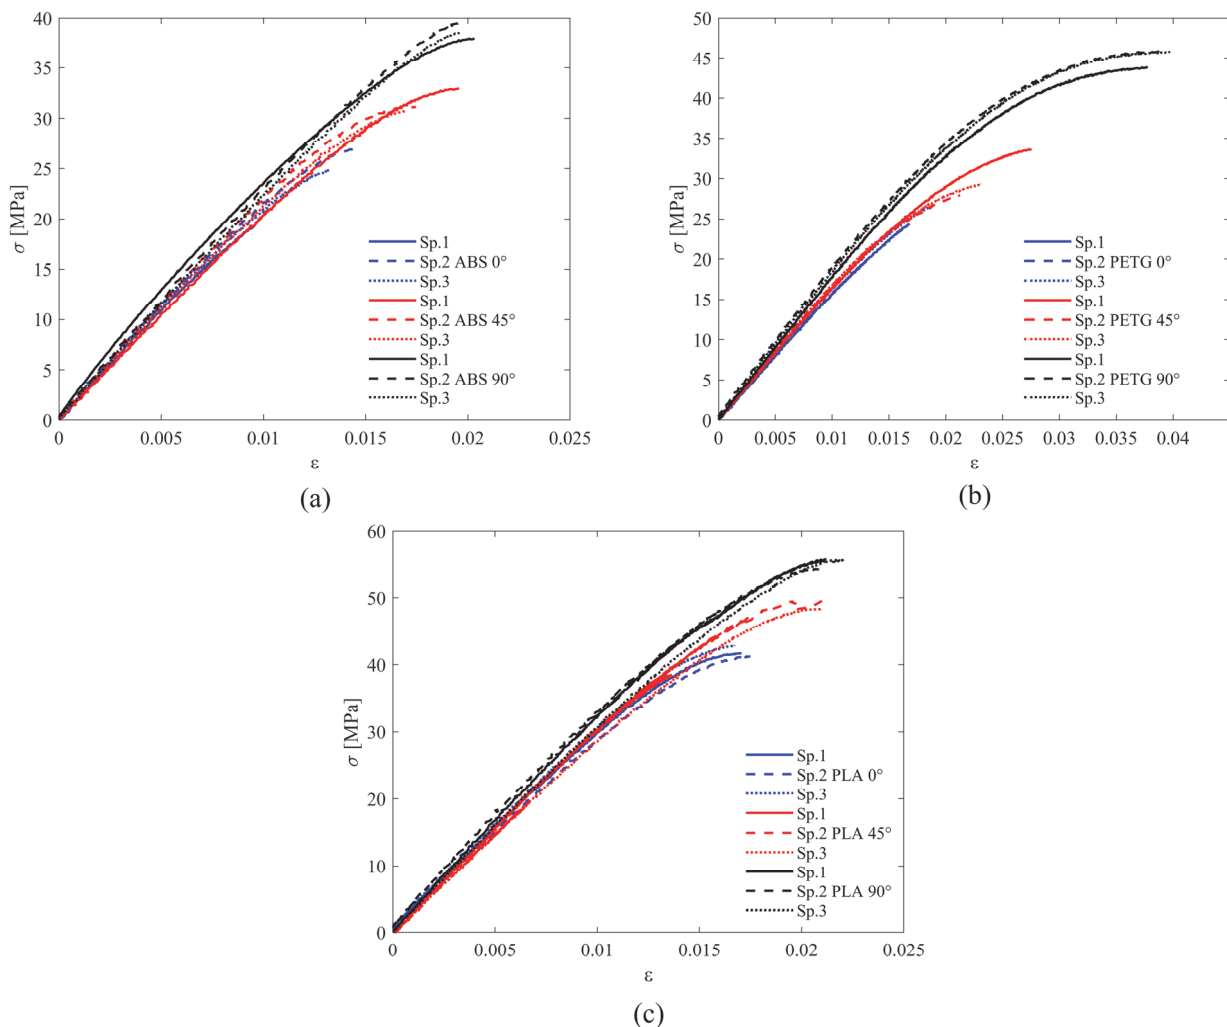 40
35
30
25
20
15
10
5
0
σ [MPa]
0 0.005 0.01 0.015 0.02 0.025
ε
Sp.1
Sp.2 ABS 0°
Sp.3
Sp.1
Sp.2 ABS 45°
Sp.3
Sp.1
Sp.2 ABS 90°
Sp.3
(a)
50
45
40
35
30
25
20
15
10
5
0
σ [MPa]
0 0.005 0.01 0.015 0.02 0.025 0.03 0.035 0.04
ε
Sp.1
Sp.2 PETG 0°
Sp.3
Sp.1
Sp.2 PETG 45°
Sp.3
Sp.1
Sp.2 PETG 90°
Sp.3
(b)
60
50
40
30
20
10
0
σ [MPa]
0 0.005 0.01 0.015 0.02 0.025
ε
Sp.1
Sp.2 PLA 0°
Sp.3
Sp.1
Sp.2 PLA 45°
Sp.3
Sp.1
Sp.2 PLA 90°
Sp.3
(c)